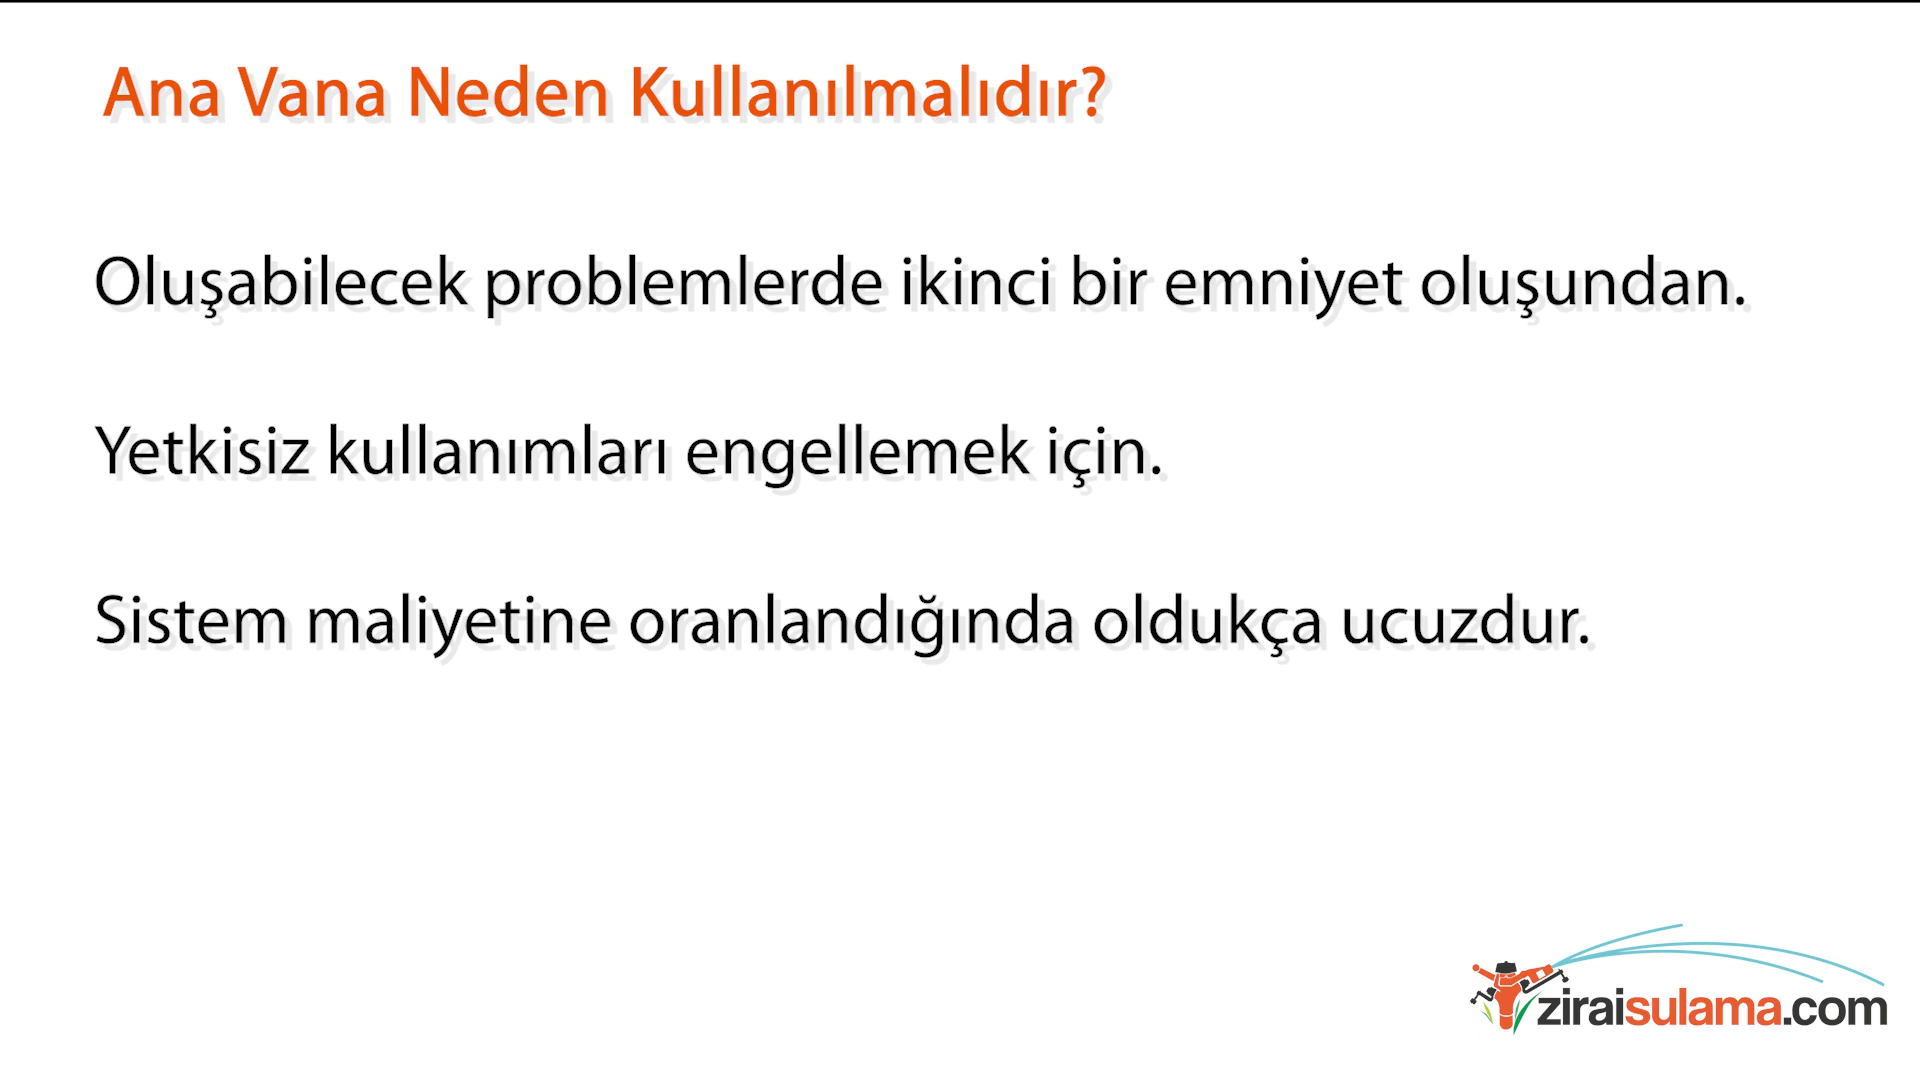 Ana Vana Neden Kullanılmalıdır?
Oluşabilecek problemlerde ikinci bir emniyet oluşundan.
Yetkisiz kullanımları engellemek için.
Sistem maliyetine oranlandığında oldukça ucuzdur.
ziraisulama.com